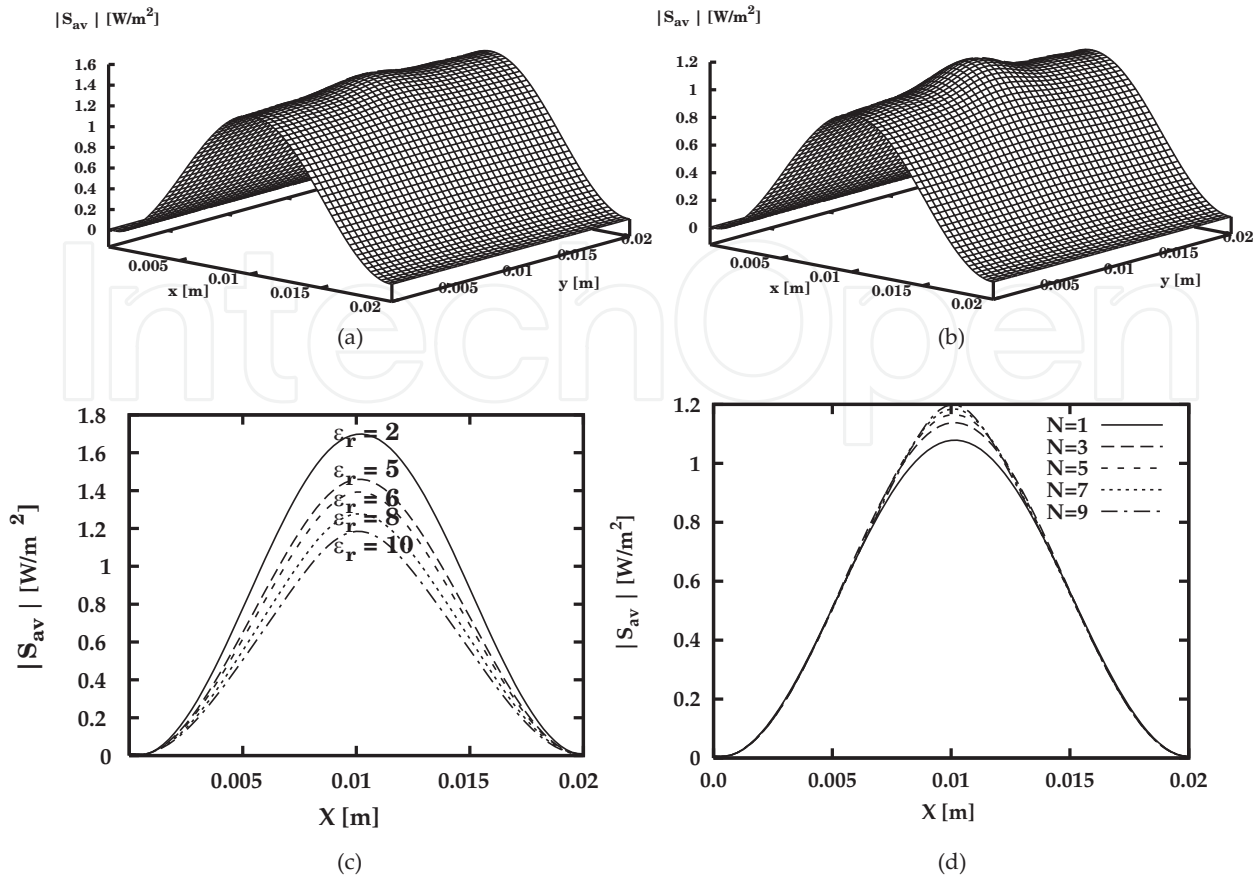 |S_av| [W/m²]
1.6
1.4
1.2
1
0.8
0.6
0.4
0.2
0
0.005
0.01
0.015
0.02
x [m]
0.005
0.01
0.015
0.02
y [m]
(a)
|S_av| [W/m²]
1.2
1
0.8
0.6
0.4
0.2
0
0.005
0.01
0.015
0.02
x [m]
0.005
0.01
0.015
0.02
y [m]
(b)
IntechOpen
|S_av| [W/m²]
1.8
1.6
1.4
1.2
1
0.8
0.6
0.4
0.2
0
ε_r = 2
ε_r = 5
ε_r = 6
ε_r = 8
ε_r = 10
0.005
0.01
0.015
0.02
X [m]
(c)
|S_av| [W/m²]
1.2
1
0.8
0.6
0.4
0.2
0
N=1
N=3
N=5
N=7
N=9
0.0
0.005
0.01
0.015
0.02
X [m]
(d)